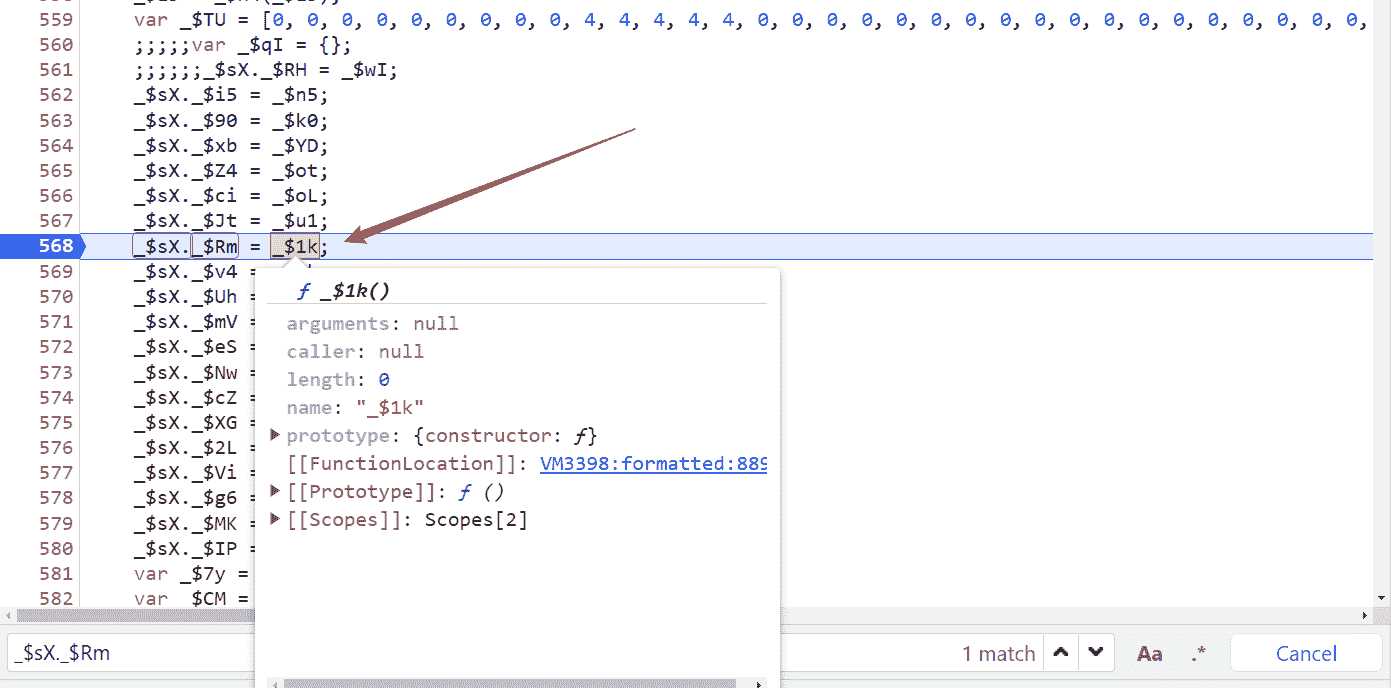 559 var _$TU = [0, 0, 0, 0, 0, 0, 0, 0, 0, 4, 4, 4, 4, 4, 0, 0, 0, 0, 0, 0, 0, 0, 0, 0, 0, 0, 0, 0, 0, 0, 0, 0,
560 ;;;;;var _$qI = {};
561 ;;;;;;_$sX._$RH = _$wI;
562 _$sX._$i5 = _$n5;
563 _$sX._$90 = _$k0;
564 _$sX._$xb = _$YD;
565 _$sX._$Z4 = _$ot;
566 _$sX._$ci = _$oL;
567 _$sX._$Jt = _$u1;
568 _$sX._$Rm = _$1k;
569 _$sX._$v4 =
570 _$sX._$Uh =
571 _$sX._$mV =
572 _$sX._$eS =
573 _$sX._$Nw =
574 _$sX._$cZ =
575 _$sX._$XG =
576 _$sX._$2L =
577 _$sX._$Vi =
578 _$sX._$g6 =
579 _$sX._$MK =
580 _$sX._$IP =
581 var _$7y =
582 var _$CM =
ƒ _$1k()
arguments: null
caller: null
length: 0
name: "_$1k"
prototype: {constructor: ƒ}
[[FunctionLocation]]: VM3398:formatted:889
[[Prototype]]: ƒ ()
[[Scopes]]: Scopes[2]
_$sX._$Rm 1 match Aa .* Cancel